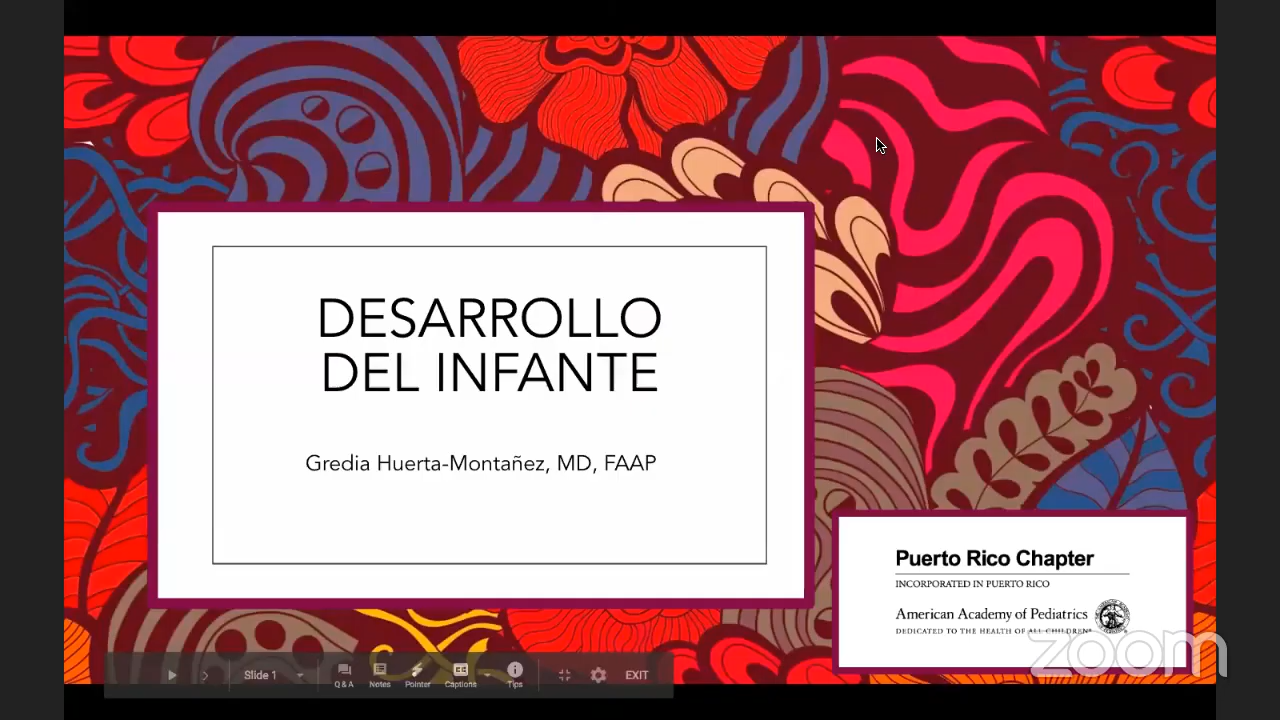 DESARROLLO
DEL INFANTE
Gredia Huerta-Montañez, MD, FAAP
Puerto Rico Chapter
INCORPORATED IN PUERTO RICO
American Academy of Pediatrics
DEDICATED TO THE HEALTH OF ALL CHILDREN®
zoom
Slide 1
Q & A
Notes
Pointer
Captions
Tips
EXIT